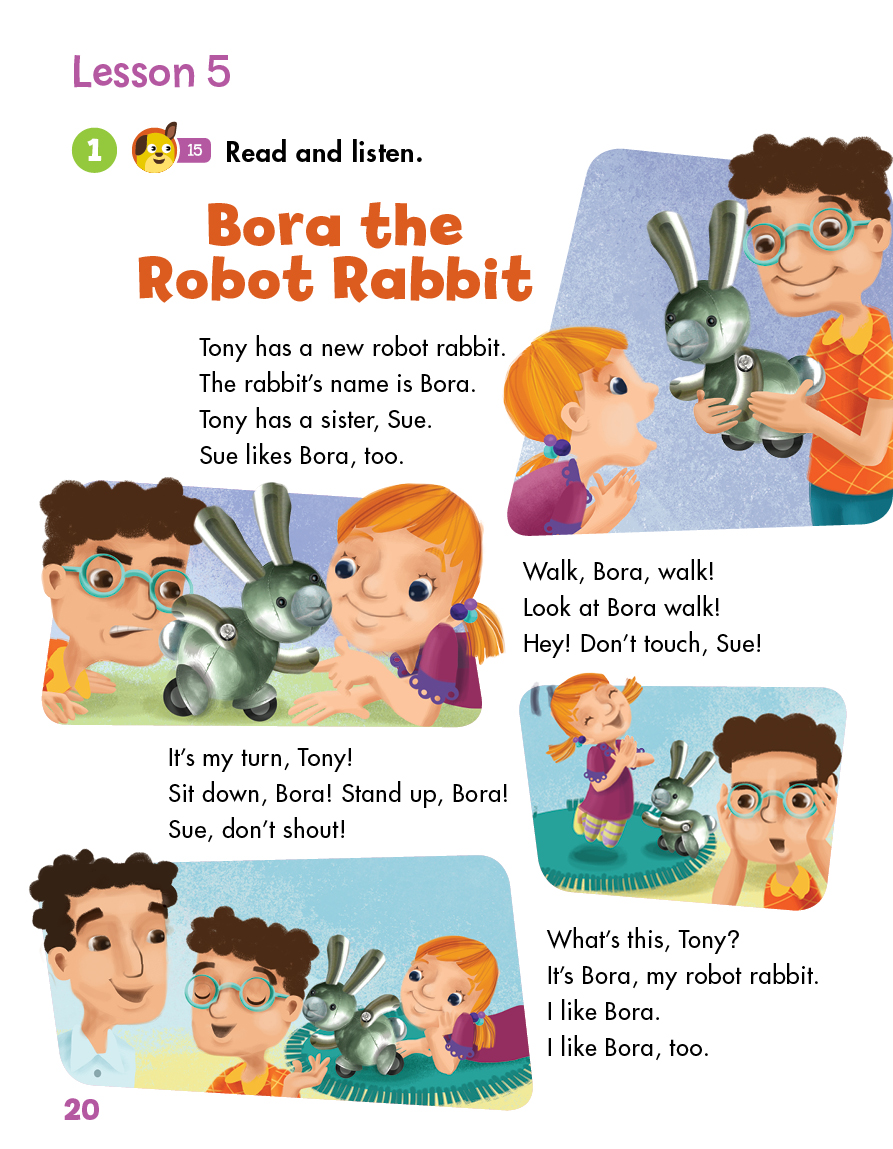 Lesson 5
1 15 Read and listen.
Bora the
Robot Rabbit
Tony has a new robot rabbit.
The rabbit's name is Bora.
Tony has a sister, Sue.
Sue likes Bora, too.
Walk, Bora, walk!
Look at Bora walk!
Hey! Don't touch, Sue!
It's my turn, Tony!
Sit down, Bora! Stand up, Bora!
Sue, don't shout!
What's this, Tony?
It's Bora, my robot rabbit.
I like Bora.
I like Bora, too.
20